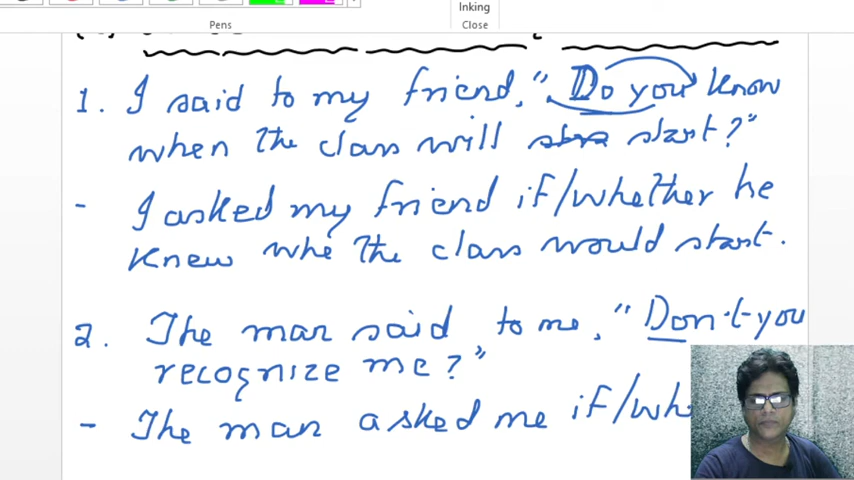 Inking
Pens
Close
1. I said to my friend, "Do you know
when the class will start?"
- I asked my friend if/whether he
knew whe the class would start.
2. The man said to me, "Don't you
recognize me?"
- The man asked me if/whe